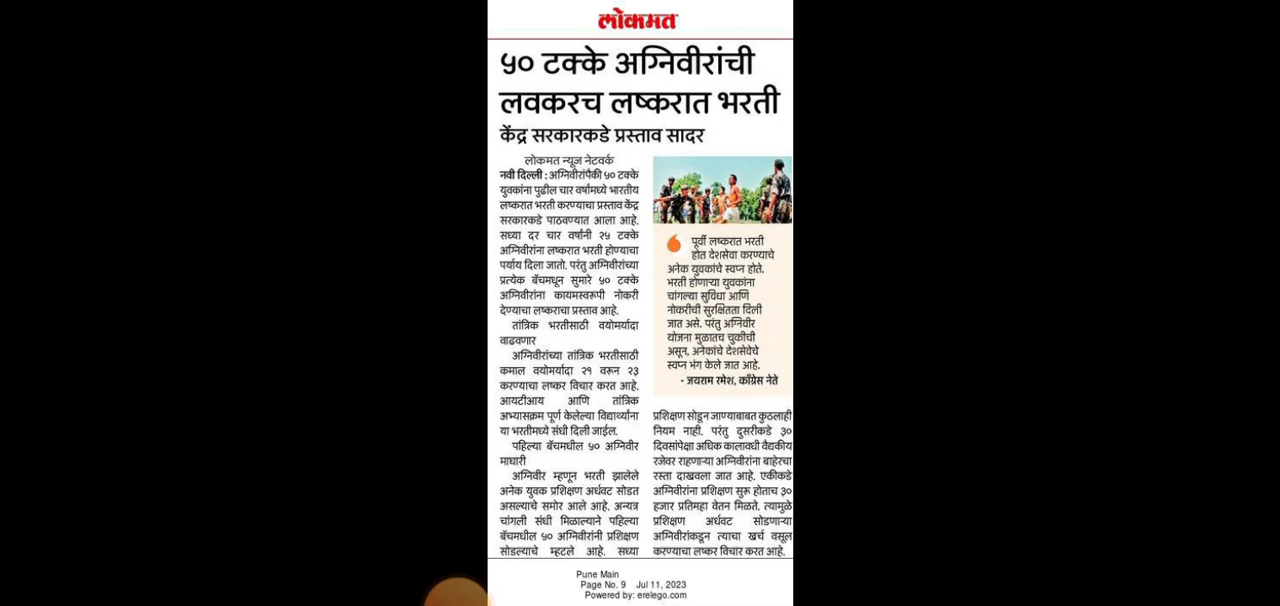 लोकमत
५० टक्के अग्निवीरांची
लवकरच लष्करात भरती
केंद्र सरकारकडे प्रस्ताव सादर
लोकमत न्यूज नेटवर्क
नवी दिल्ली : अग्निवीरांपैकी ५० टक्के
युवकांना पुढील चार वर्षांमध्ये भारतीय
लष्करात भरती करण्याचा प्रस्ताव केंद्र
सरकारकडे पाठवण्यात आला आहे.
सध्या दर चार वर्षांनी २५ टक्के
अग्निवीरांना लष्करात भरती होण्याचा
पर्याय दिला जातो. परंतु अग्निवीरांच्या
प्रत्येक बॅचमधून सुमारे ५० टक्के
अग्निवीरांना कायमस्वरूपी नोकरी
देण्याचा लष्कराचा प्रस्ताव आहे.
तांत्रिक भरतीसाठी वयोमर्यादा
वाढवणार
अग्निवीरांच्या तांत्रिक भरतीसाठी
कमाल वयोमर्यादा २१ वरून २३
करण्याचा लष्कर विचार करत आहे.
आयटीआय आणि तांत्रिक
अभ्यासक्रम पूर्ण केलेल्या विद्यार्थ्यांना
या भरतीमध्ये संधी दिली जाईल.
पहिल्या बॅचमधील ५० अग्निवीर
माघारी
अग्निवीर म्हणून भरती झालेले
अनेक युवक प्रशिक्षण अर्धवट सोडत
असल्याचे समोर आले आहे. अन्यत्र
चांगली संधी मिळाल्याने पहिल्या
बॅचमधील ५० अग्निवीरांनी प्रशिक्षण
सोडल्याचे म्हटले आहे. सध्या
पूर्वी लष्करात भरती
होत देशसेवा करण्याचे
अनेक युवकांचे स्वप्न होते.
भरती होणाऱ्या युवकांना
चांगल्या सुविधा आणि
नोकरीची सुरक्षितता दिली
जात असे. परंतु अग्निवीर
योजना मुळातच चुकीची
असून, अनेकांचे देशसेवेचे
स्वप्न भंग केले जात आहे.
- जयराम रमेश, काँग्रेस नेते
प्रशिक्षण सोडून जाण्याबाबत कुठलाही
नियम नाही. परंतु दुसरीकडे ३०
दिवसांपेक्षा अधिक कालावधी वैद्यकीय
रजेवर राहणाऱ्या अग्निवीरांना बाहेरचा
रस्ता दाखवला जात आहे. एकीकडे
अग्निवीरांना प्रशिक्षण सुरू होताच ३०
हजार प्रतिमहा वेतन मिळते. त्यामुळे
प्रशिक्षण अर्धवट सोडणाऱ्या
अग्निवीरांकडून त्याचा खर्च वसूल
करण्याचा लष्कर विचार करत आहे.
Pune Main
Page No. 9 Jul 11, 2023
Powered by: erelego.com